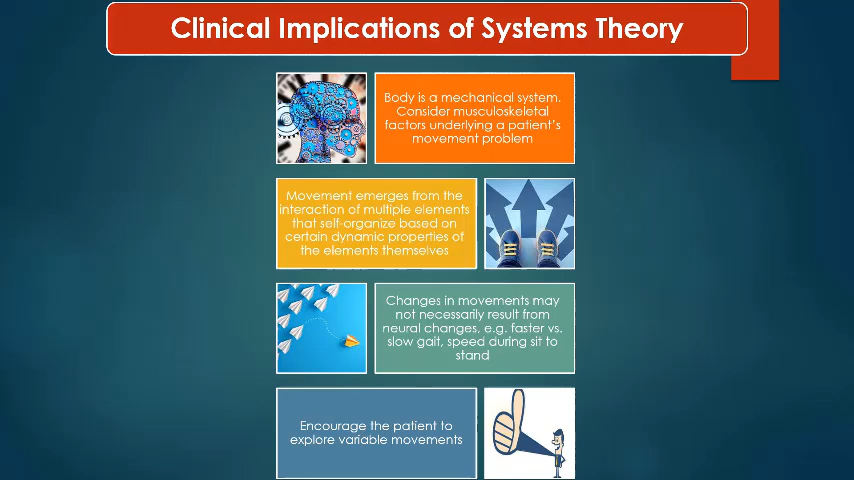 Clinical Implications of Systems Theory
Body is a mechanical system.
Consider musculoskeletal
factors underlying a patient's
movement problem
Movement emerges from the
interaction of multiple elements
that self-organize based on
certain dynamic properties of
the elements themselves
Changes in movements may
not necessarily result from
neural changes, e.g. faster vs.
slow gait, speed during sit to
stand
Encourage the patient to
explore variable movements